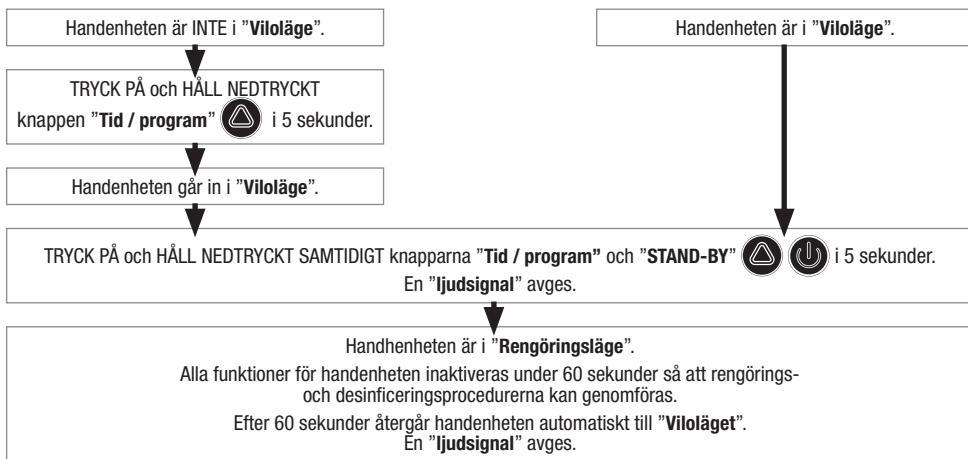 Handenheten är INTE i ”Viloläge”.
Handenheten är i ”Viloläge”.
TRYCK PÅ och HÅLL NEDTRYCKT
knappen ”Tid / program” i 5 sekunder.
Handenheten går in i ”Viloläge”.
TRYCK PÅ och HÅLL NEDTRYCKT SAMTIDIGT knapparna ”Tid / program” och ”STAND-BY” i 5 sekunder.
En ”ljudsignal” avges.
Handhenheten är i ”Rengöringsläge”.
Alla funktioner för handenheten inaktiveras under 60 sekunder så att rengörings-
och desinficeringsprocedurerna kan genomföras.
Efter 60 sekunder återgår handenheten automatiskt till ”Viloläget”.
En ”ljudsignal” avges.